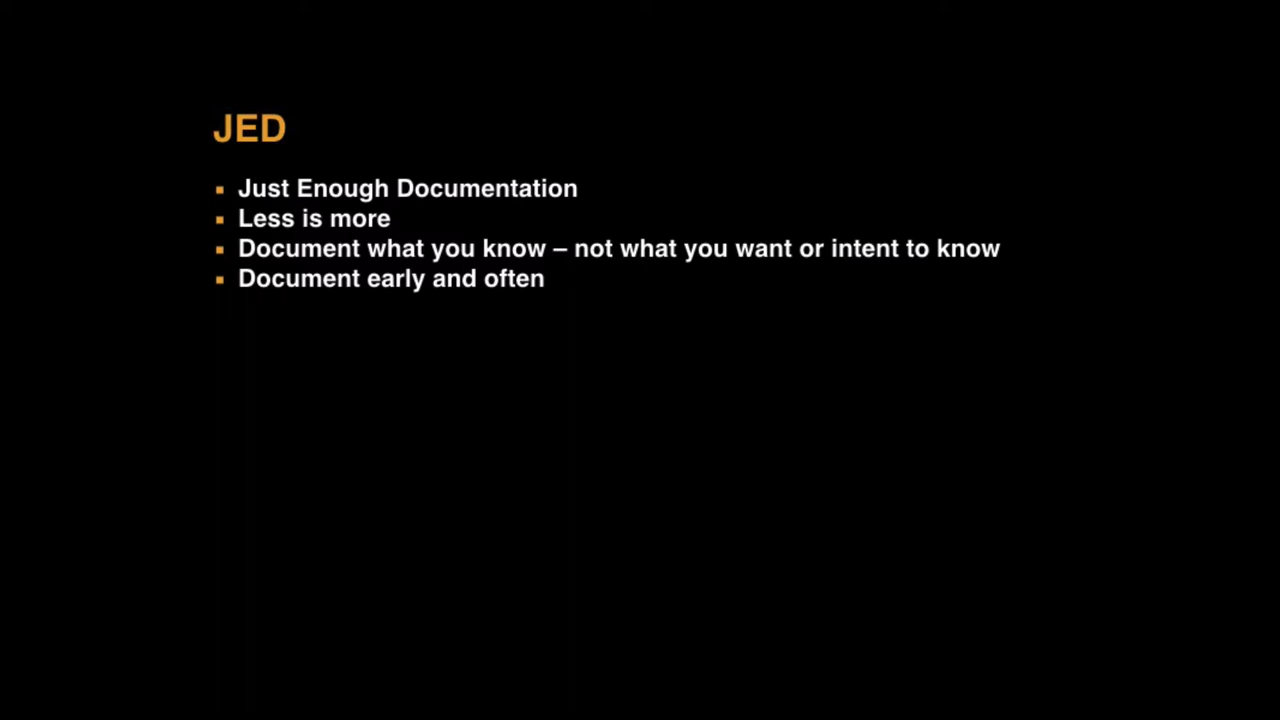 JED
▪ Just Enough Documentation
▪ Less is more
▪ Document what you know – not what you want or intent to know
▪ Document early and often